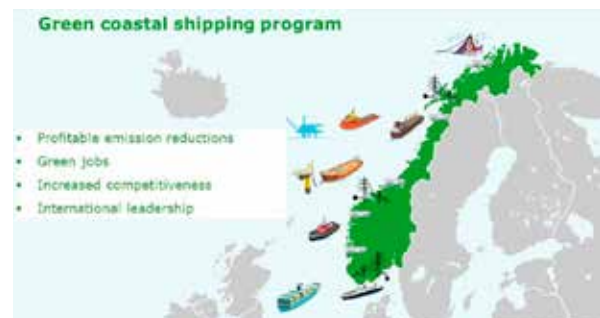 Green coastal shipping program
• Profitable emission reductions
• Green jobs
• Increased competitiveness
• International leadership